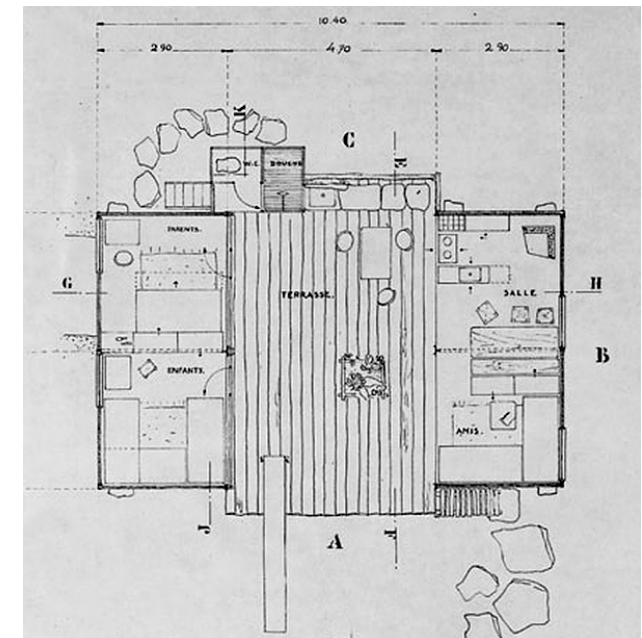 10.40
2.90 4.70 2.90
K
C
E
W.C. DOUCHE
PARENTS.
G
TERRASSE.
SALLE
H
B
ENFANTS.
AMIS.
J
A
F